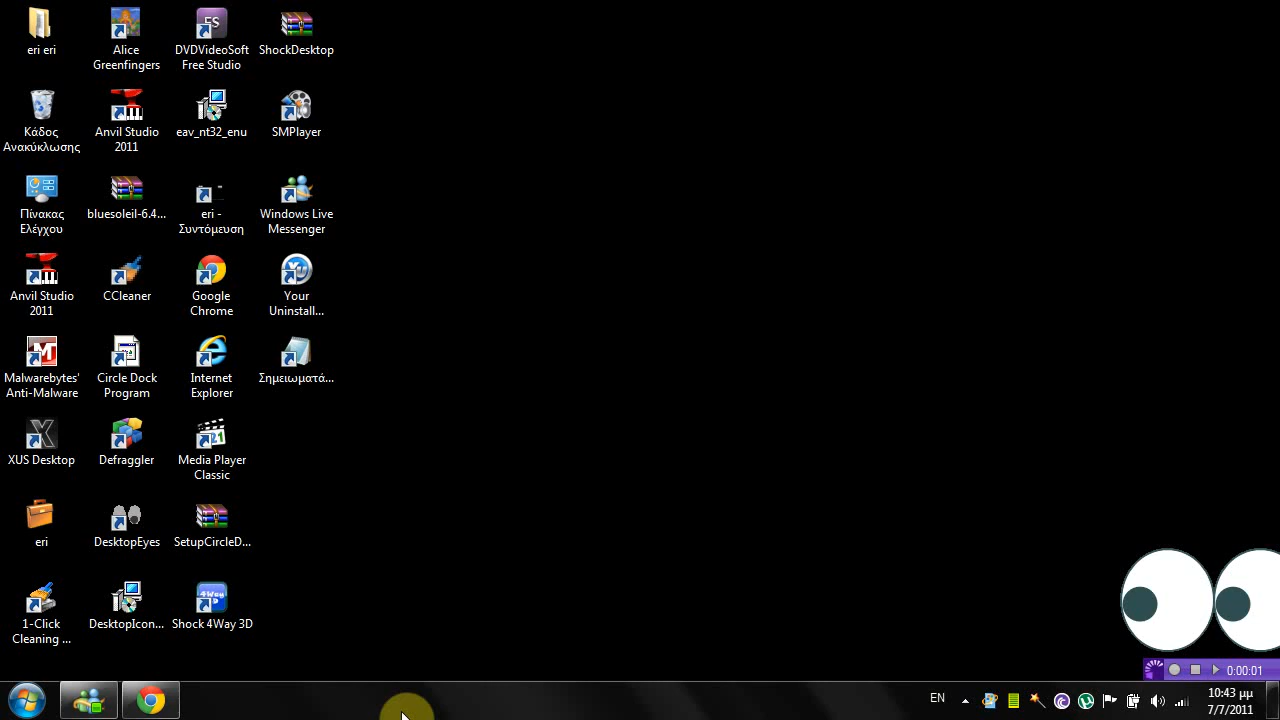 eri eri
Alice
Greenfingers
DVDVideoSoft
Free Studio
ShockDesktop
Κάδος
Ανακύκλωσης
Anvil Studio
2011
eav_nt32_enu
SMPlayer
Πίνακας
Ελέγχου
bluesoleil-6.4...
eri -
Συντόμευση
Windows Live
Messenger
Anvil Studio
2011
CCleaner
Google
Chrome
Your
Uninstall...
Malwarebytes'
Anti-Malware
Circle Dock
Program
Internet
Explorer
Σημειωματά...
XUS Desktop
Defraggler
Media Player
Classic
eri
DesktopEyes
SetupCircleD...
1-Click
Cleaning ...
DesktopIcon...
Shock 4Way 3D
0:00:01
EN
10:43 μμ
7/7/2011